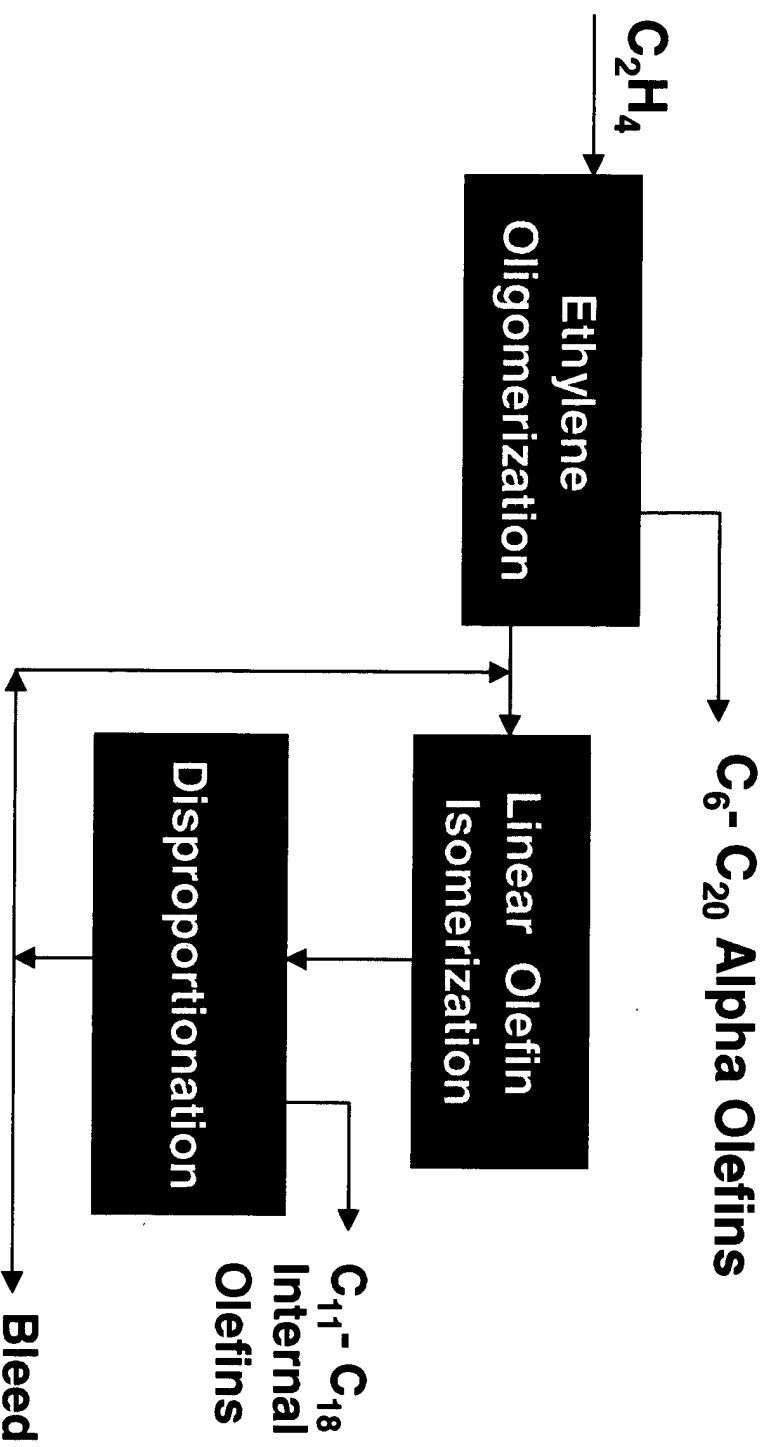 C₂H₄
Ethylene
Oligomerization
C₆- C₂₀ Alpha Olefins
Linear Olefin
Isomerization
Disproportionation
C₁₁- C₁₈
Internal
Olefins
Bleed